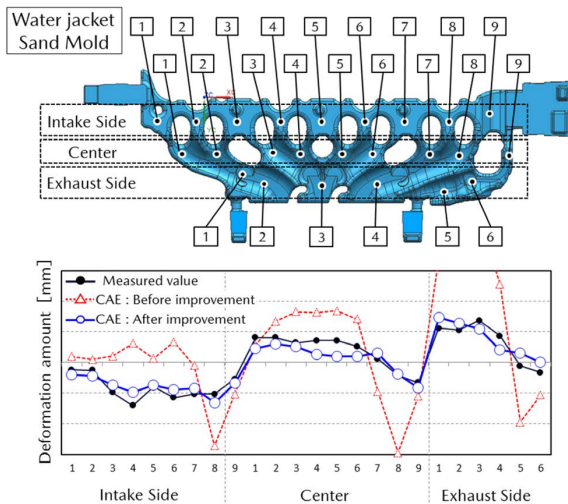 Water jacket
Sand Mold
1 2 3 4 5 6 7 8 9
1 2 3 4 5 6 7 8 9
Intake Side
Center
Exhaust Side
1 2 3 4 5 6
Deformation amount [mm]
Measured value
CAE : Before improvement
CAE : After improvement
1 2 3 4 5 6 7 8 9 1 2 3 4 5 6 7 8 9 1 2 3 4 5 6
Intake Side Center Exhaust Side